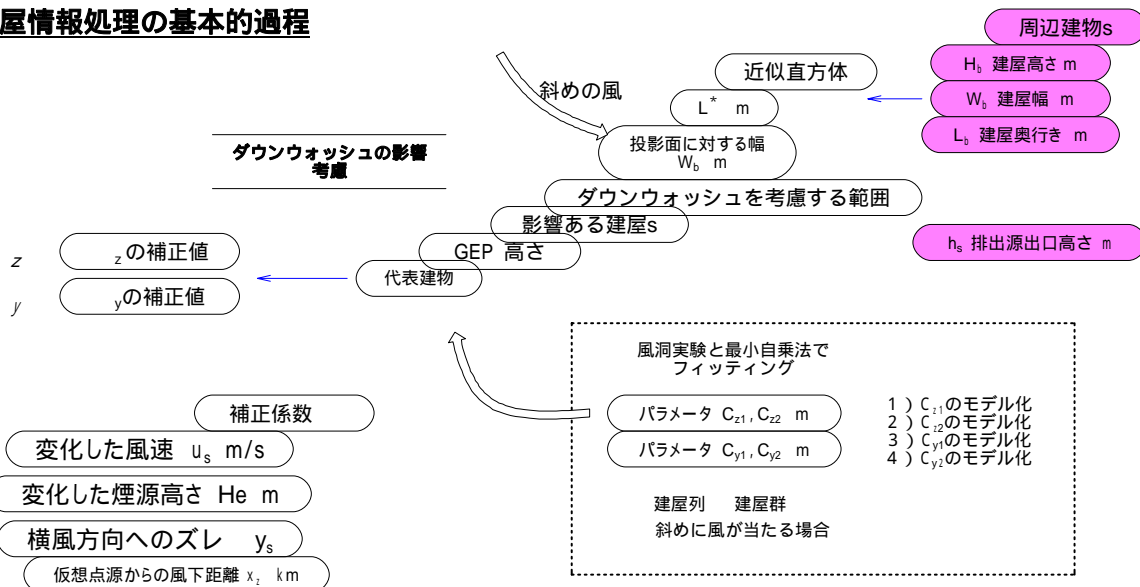 屋情報処理の基本的過程
周辺建物s
H_b 建屋高さ m
W_b 建屋幅 m
L_b 建屋奥行き m
近似直方体
L* m
斜めの風
投影面に対する幅
W_b m
ダウンウォッシュの影響
考慮
ダウンウォッシュを考慮する範囲
影響ある建屋s
GEP 高さ
代表建物
h_s 排出源出口高さ m
z
_zの補正値
y
_yの補正値
風洞実験と最小自乗法で
フィッティング
パラメータ C_z1, C_z2 m
パラメータ C_y1, C_y2 m
1)C_z1のモデル化
2)C_z2のモデル化
3)C_y1のモデル化
4)C_y2のモデル化
建屋列 建屋群
斜めに風が当たる場合
補正係数
変化した風速 u_s m/s
変化した煙源高さ He m
横風方向へのズレ y_s
仮想点源からの風下距離 x_z km